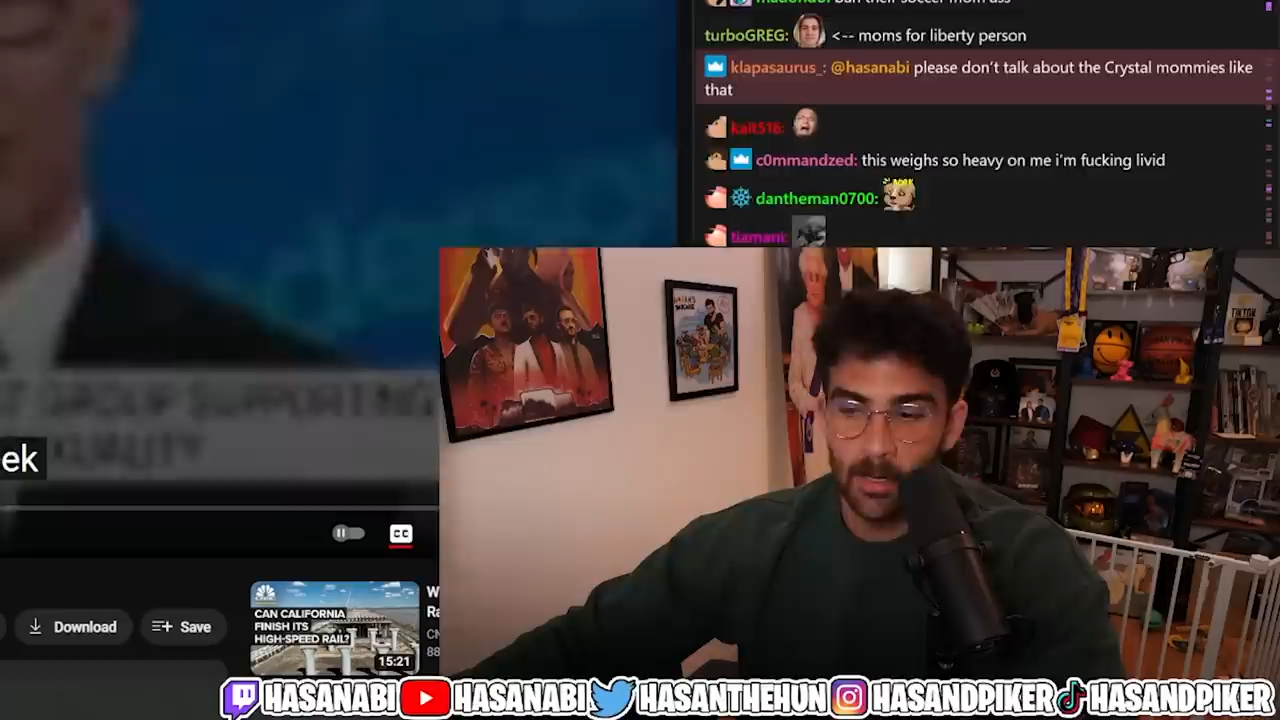 turboGREG: <-- moms for liberty person
klapasaurus_: @hasanabi please don't talk about the Crystal mommies like
that
kait516:
c0mmandzed: this weighs so heavy on me i'm fucking livid
dantheman0700:
tiamani:
GROUP SUPPORTING
ek
CC
Download
Save
CAN CALIFORNIA
FINISH ITS
HIGH-SPEED RAIL?
15:21
HASANABI HASANABI HASANTHEHUN HASANDPIKER HASANDPIKER